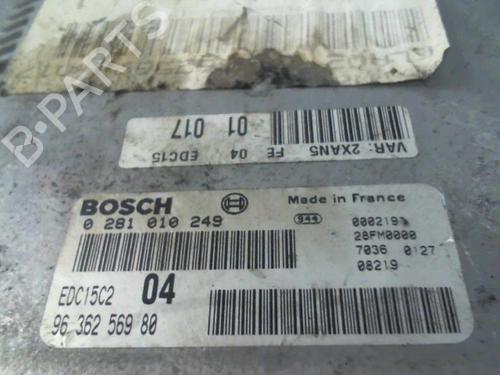 B-PARTS
VAR: 2XAN5
FE 04 EDC15
01 017
BOSCH
Made in France
0 281 010 249
944
28FM0000
7036 0127
08219
EDC15C2 04
96 362 569 80